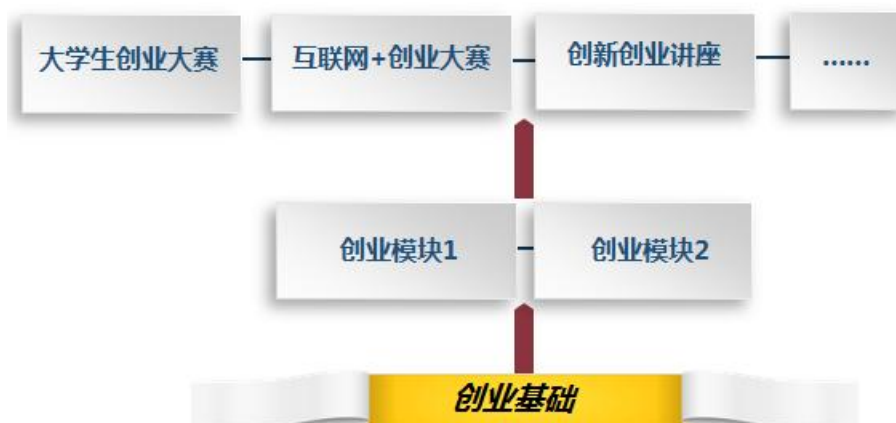 大学生创业大赛
互联网+创业大赛
创新创业讲座
......
创业模块1
创业模块2
创业基础